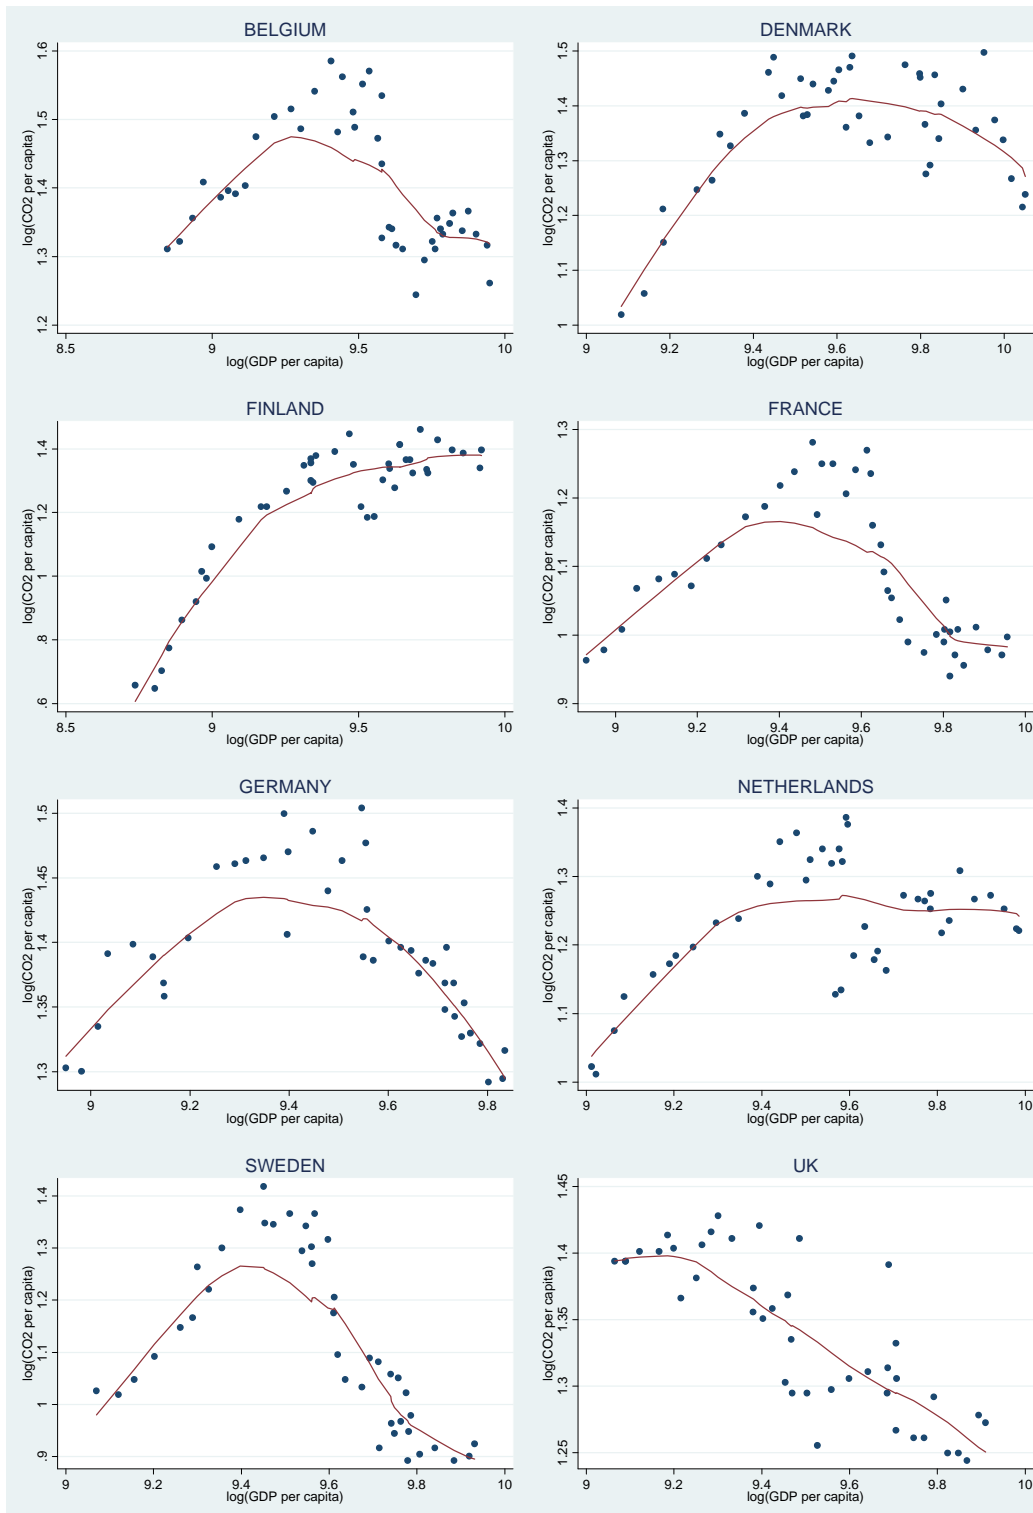 BELGIUM
log(CO2 per capita)
1.6
1.5
1.4
1.3
1.2
8.5 9 9.5 10
log(GDP per capita)
DENMARK
log(CO2 per capita)
1.5
1.4
1.3
1.2
1.1
1
9 9.2 9.4 9.6 9.8 10
log(GDP per capita)
FINLAND
log(CO2 per capita)
1.4
1.2
1
.8
.6
8.5 9 9.5 10
log(GDP per capita)
FRANCE
log(CO2 per capita)
1.3
1.2
1.1
1
.9
9 9.2 9.4 9.6 9.8 10
log(GDP per capita)
GERMANY
log(CO2 per capita)
1.5
1.45
1.4
1.35
1.3
9 9.2 9.4 9.6 9.8
log(GDP per capita)
NETHERLANDS
log(CO2 per capita)
1.4
1.3
1.2
1.1
1
9 9.2 9.4 9.6 9.8 10
log(GDP per capita)
SWEDEN
log(CO2 per capita)
1.4
1.3
1.2
1.1
1
.9
9 9.2 9.4 9.6 9.8 10
log(GDP per capita)
UK
log(CO2 per capita)
1.45
1.4
1.35
1.3
1.25
9 9.2 9.4 9.6 9.8 10
log(GDP per capita)